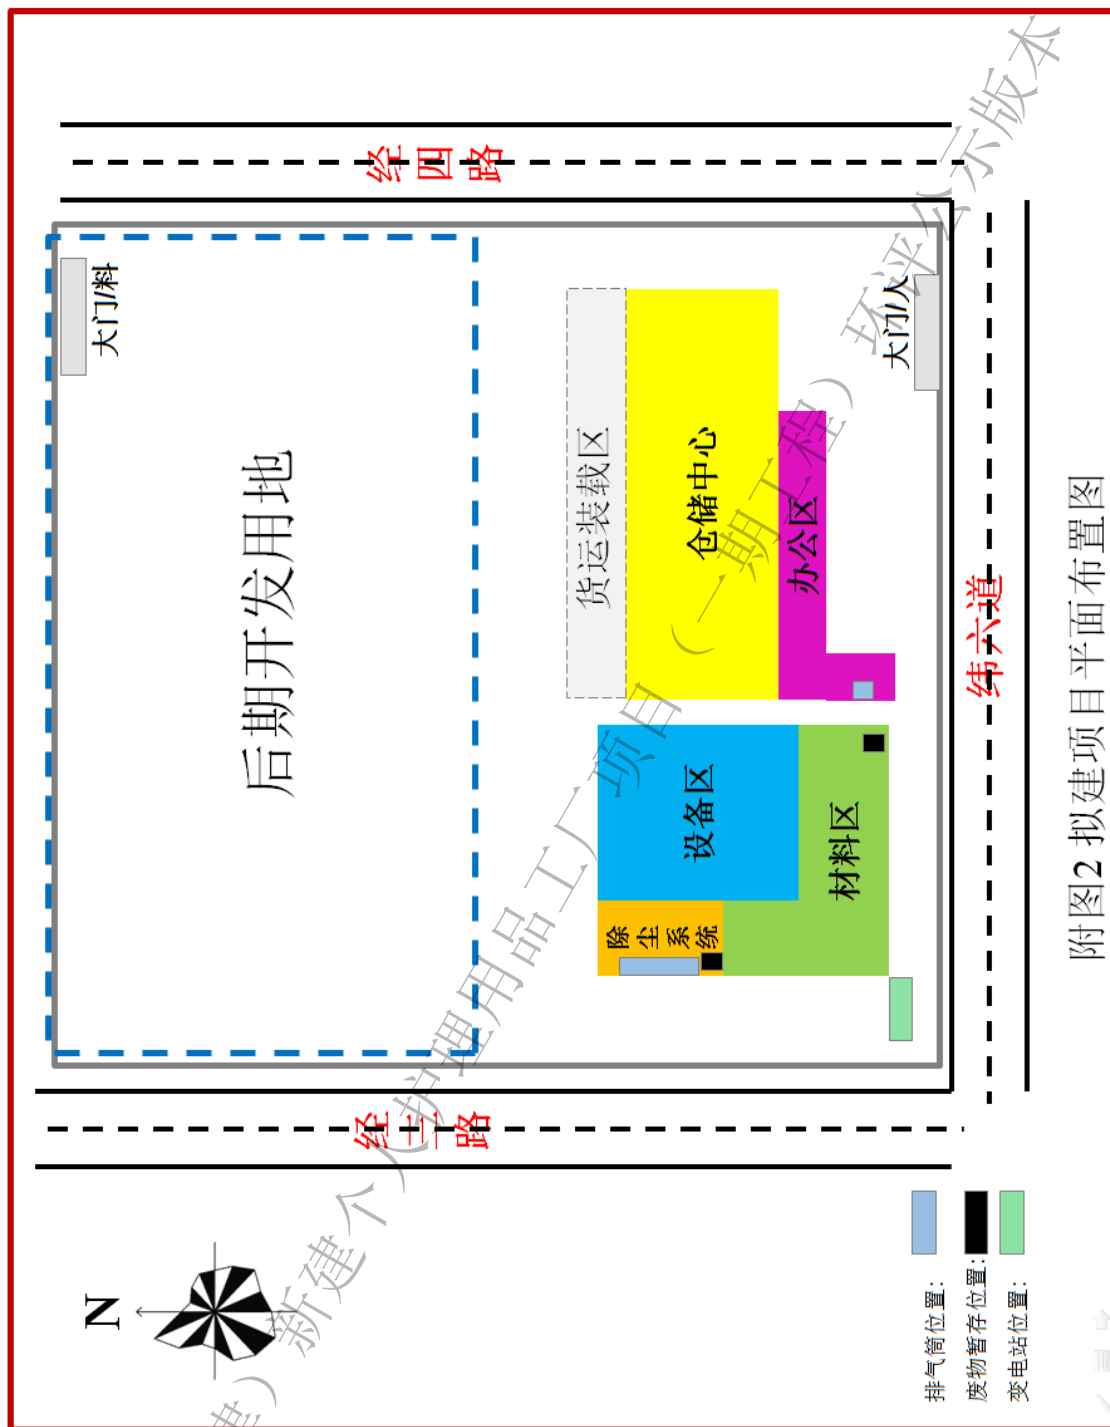 经四路
大门/料
大门/人
后期开发用地
货运装载区
仓储中心
办公区
设备区
材料区
除尘系统
经三路
纬六道
N
排气筒位置:
废物暂存位置:
变电站位置:
附图2 拟建项目平面布置图
建）新建个人护理用品工厂项目（一期工程）环评公示版本